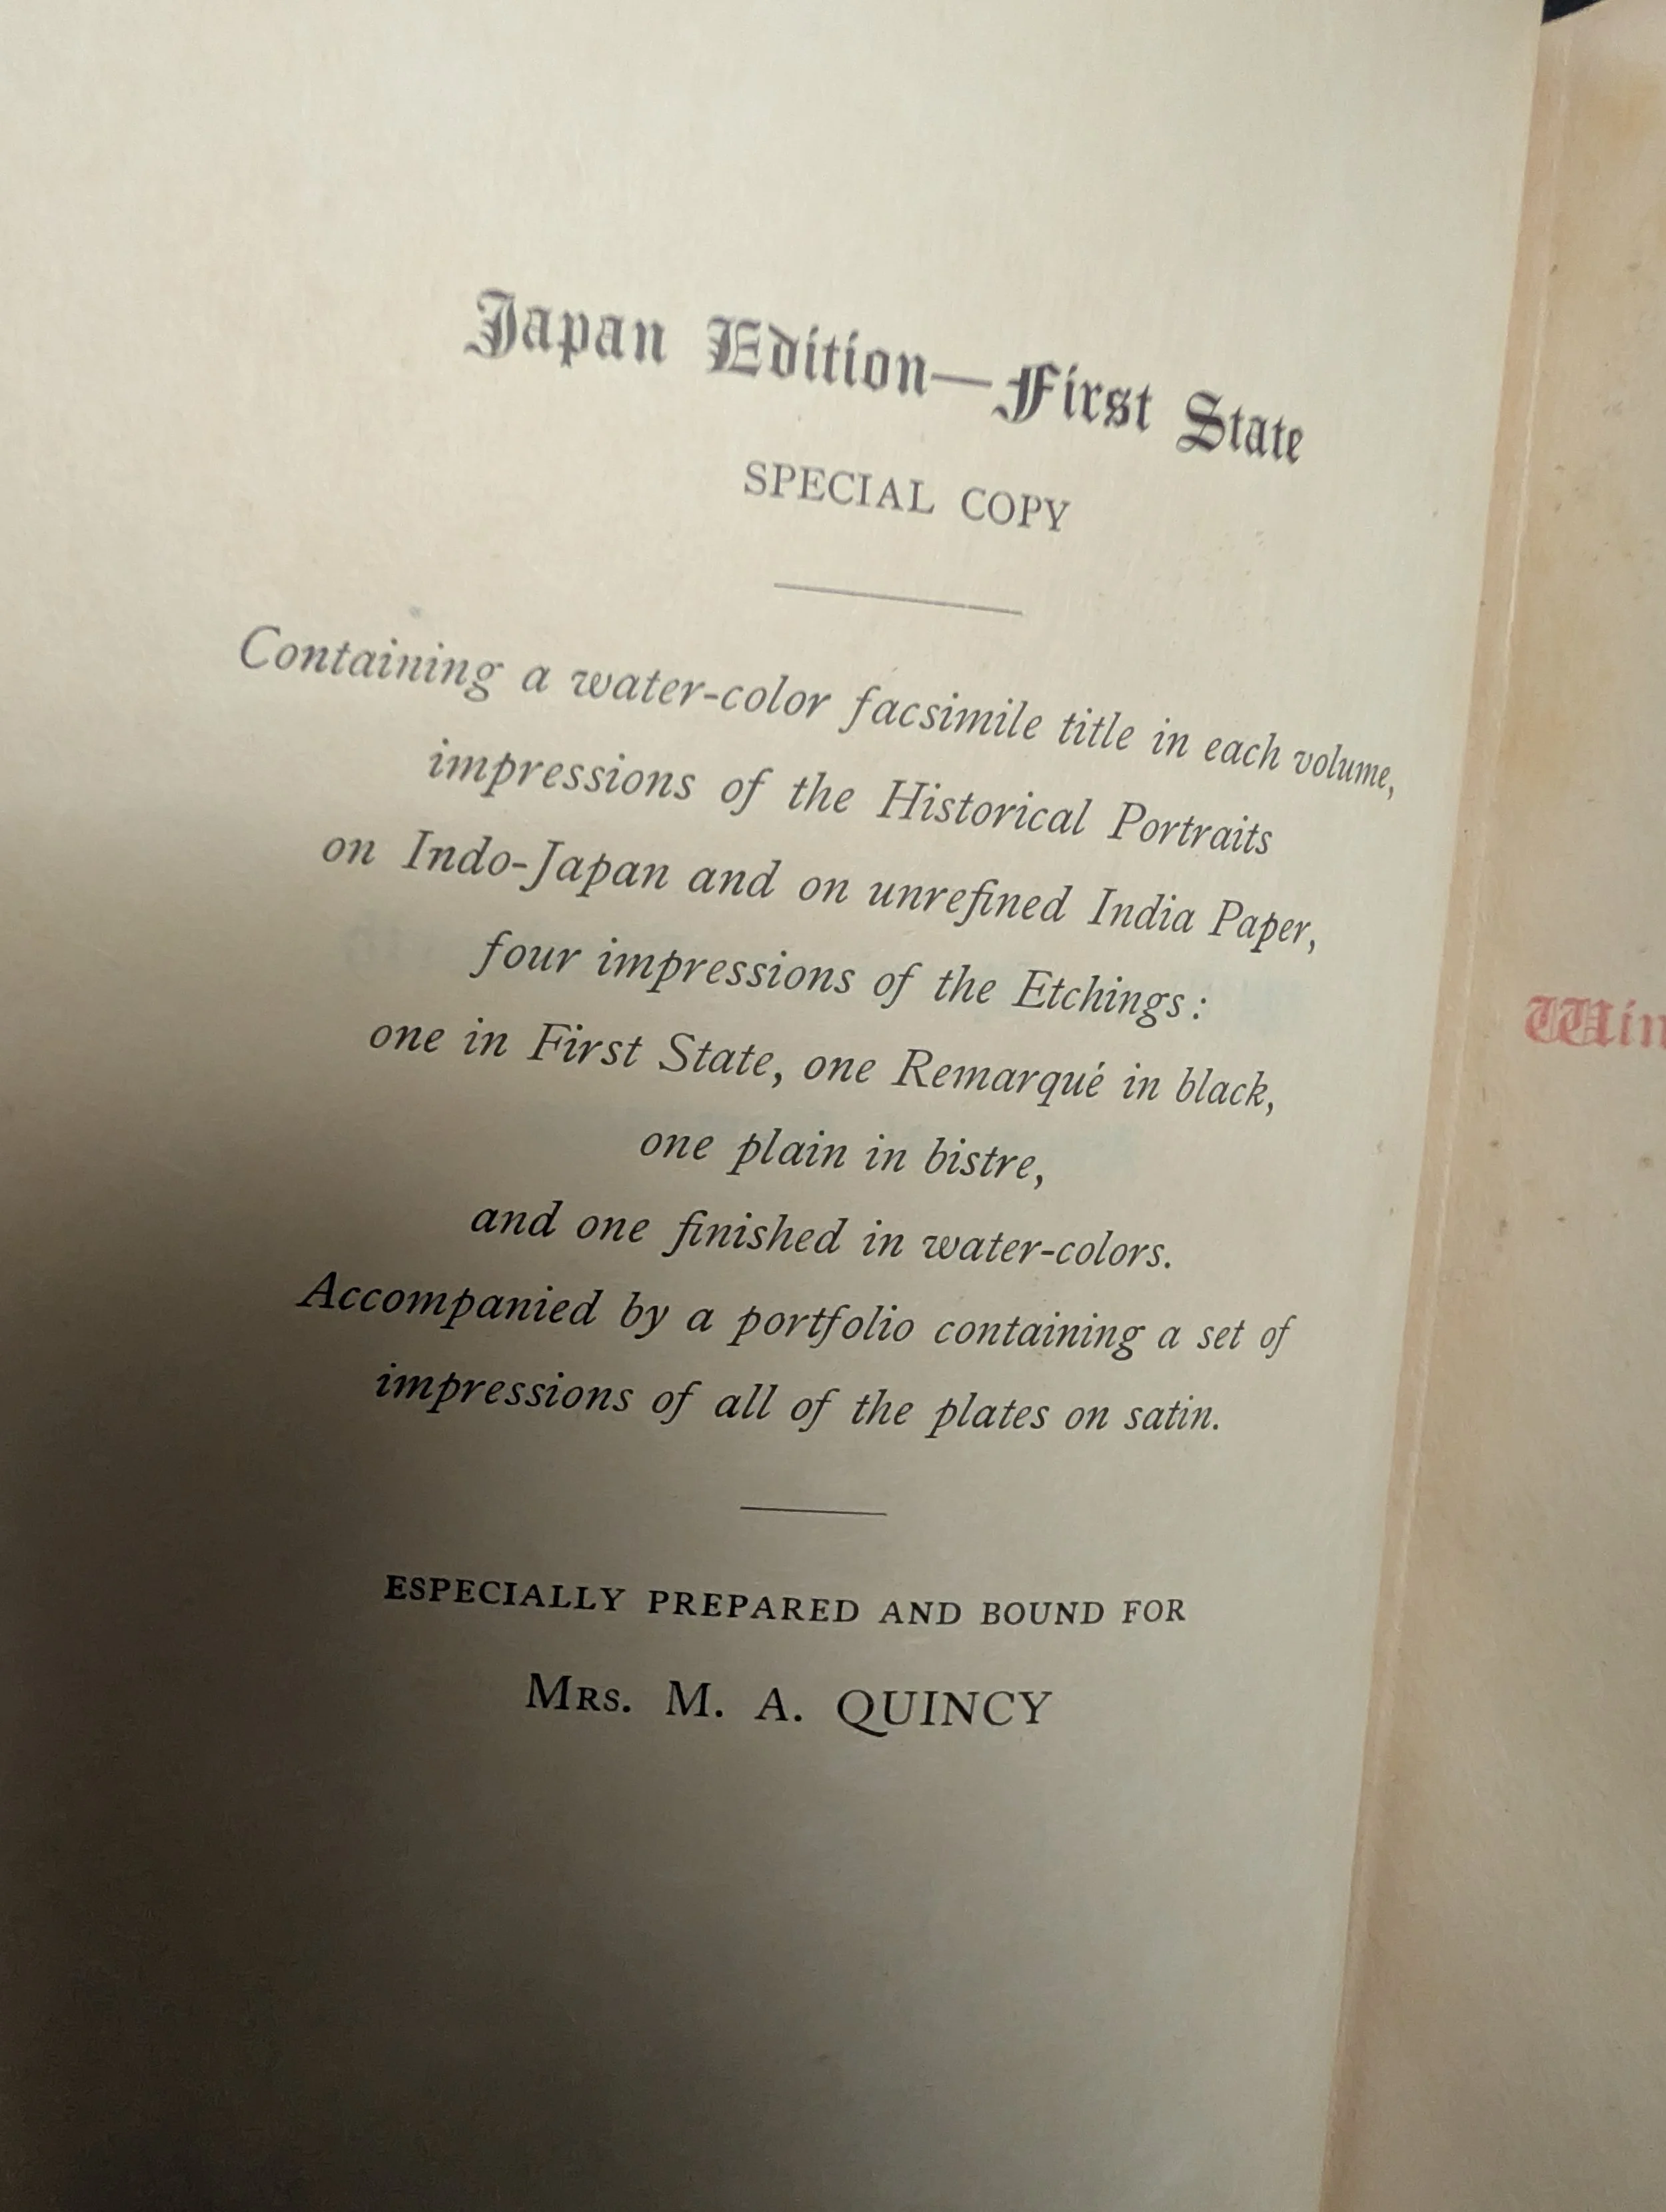 Japan Edition—First State
SPECIAL COPY
Containing a water-color facsimile title in each volume,
impressions of the Historical Portraits
on Indo-Japan and on unrefined India Paper,
four impressions of the Etchings:
one in First State, one Remarqué in black,
one plain in bistre,
and one finished in water-colors.
Accompanied by a portfolio containing a set of
impressions of all of the plates on satin.
ESPECIALLY PREPARED AND BOUND FOR
MRS. M. A. QUINCY